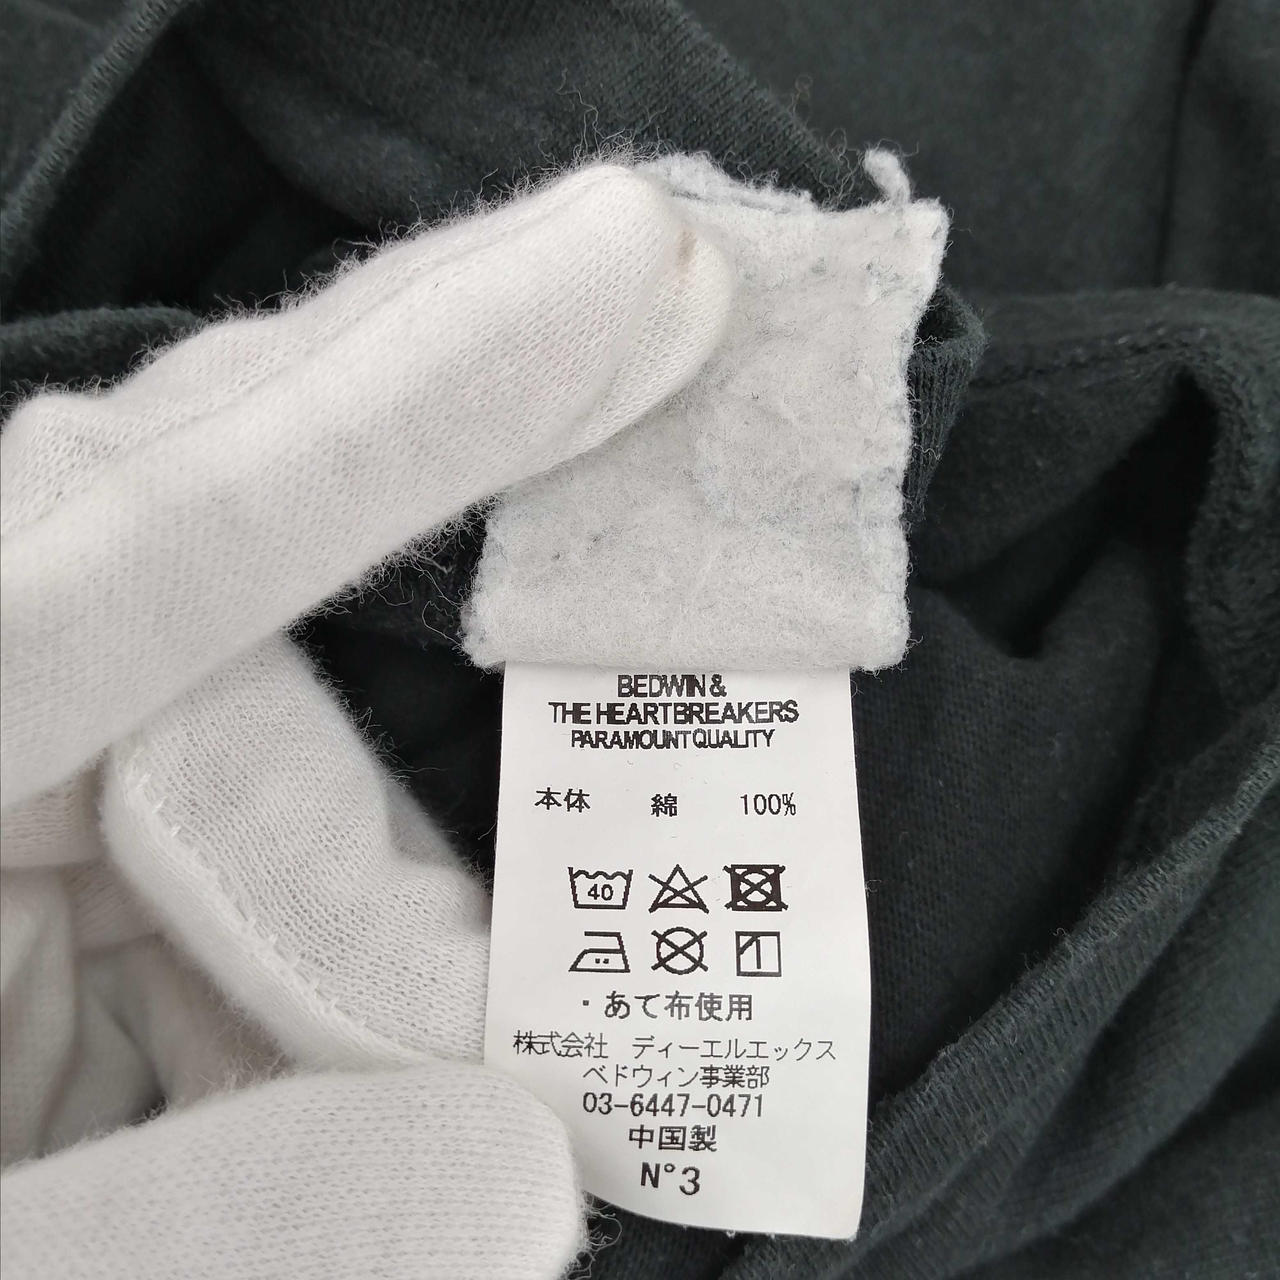 BEDWIN &
THE HEARTBREAKERS
PARAMOUNT QUALITY
本体 綿 100%
40
・あて布使用
株式会社 ディーエルエックス
ベドウィン事業部
03-6447-0471
中国製
N°3